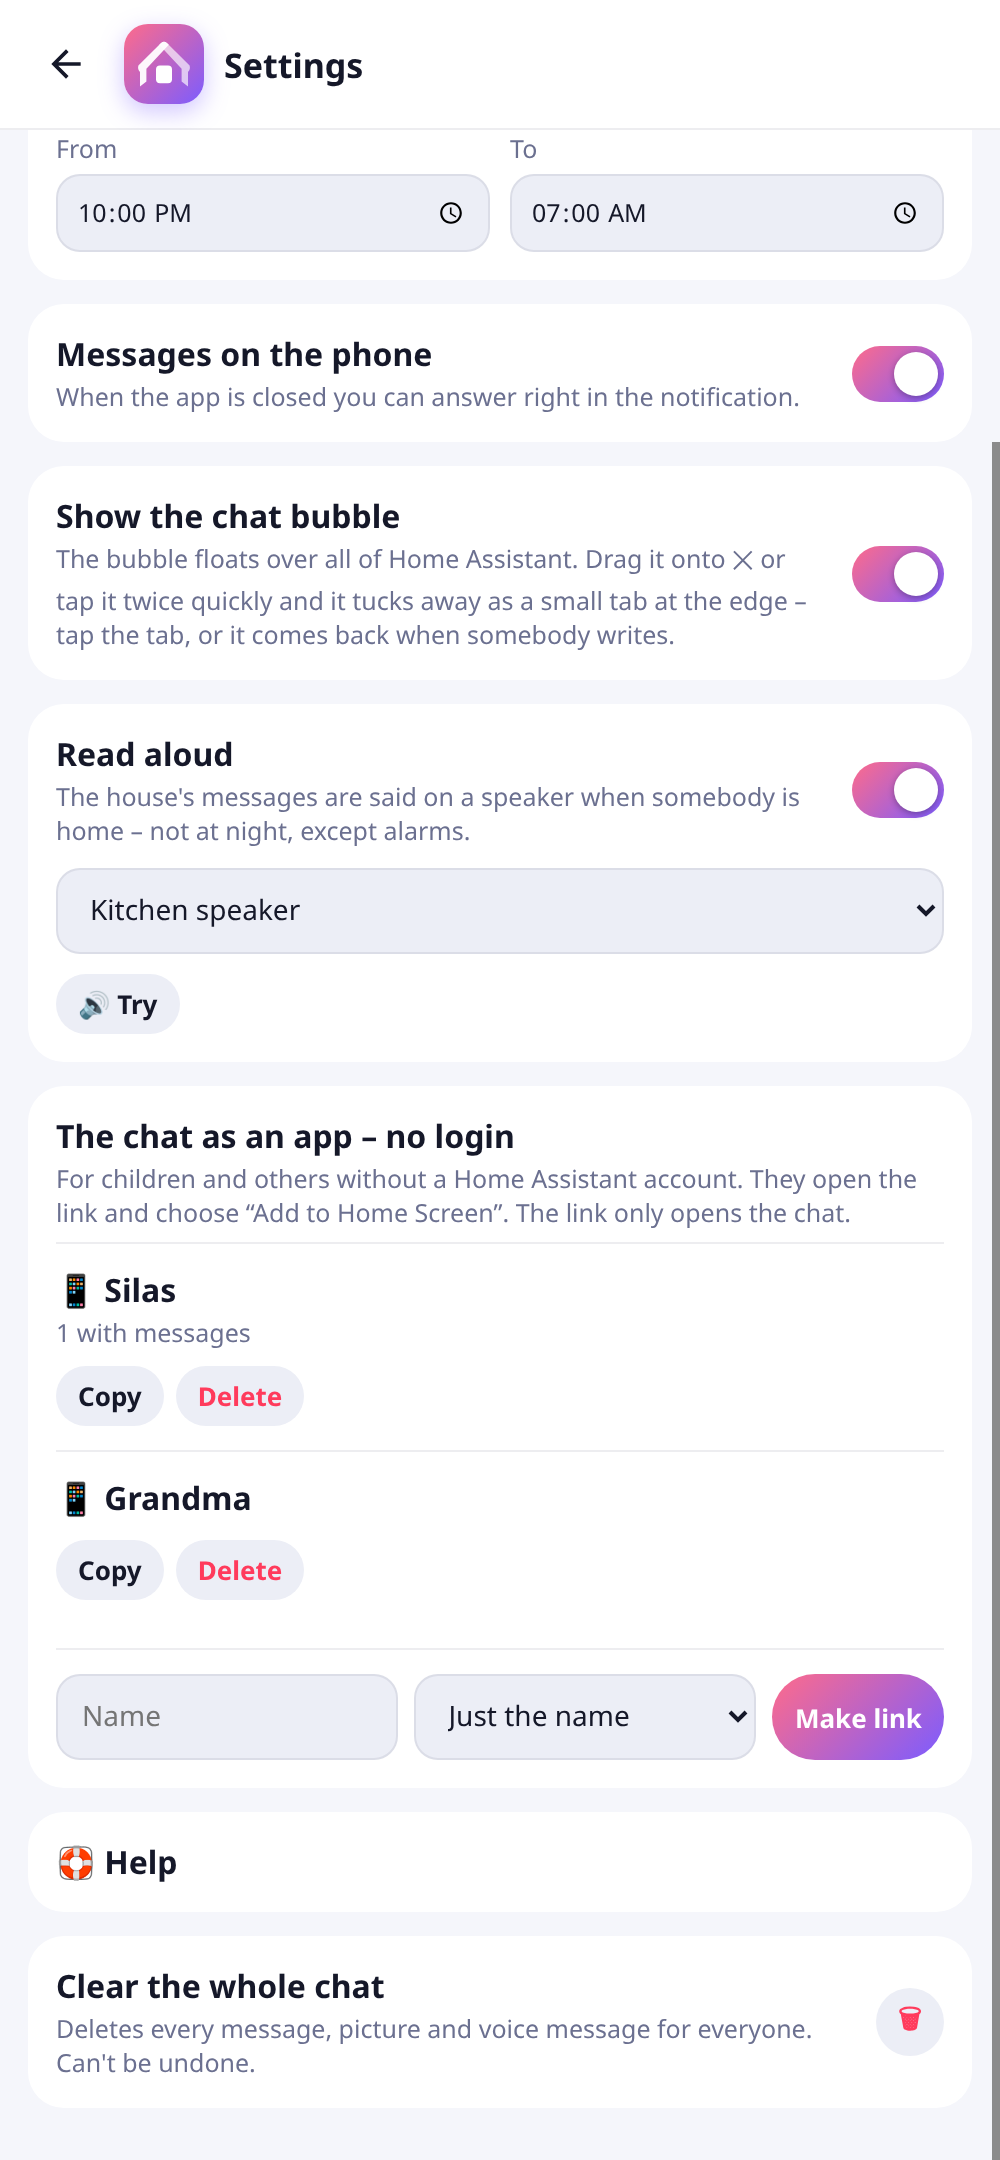 Settings
From
To
10:00 PM
07:00 AM
Messages on the phone
When the app is closed you can answer right in the notification.
Show the chat bubble
The bubble floats over all of Home Assistant. Drag it onto ✕ or
tap it twice quickly and it tucks away as a small tab at the edge –
tap the tab, or it comes back when somebody writes.
Read aloud
The house's messages are said on a speaker when somebody is
home – not at night, except alarms.
Kitchen speaker
🔊 Try
The chat as an app – no login
For children and others without a Home Assistant account. They open the
link and choose “Add to Home Screen”. The link only opens the chat.
📱 Silas
1 with messages
Copy
Delete
📱 Grandma
Copy
Delete
Name
Just the name
Make link
🛟 Help
Clear the whole chat
Deletes every message, picture and voice message for everyone.
Can't be undone.